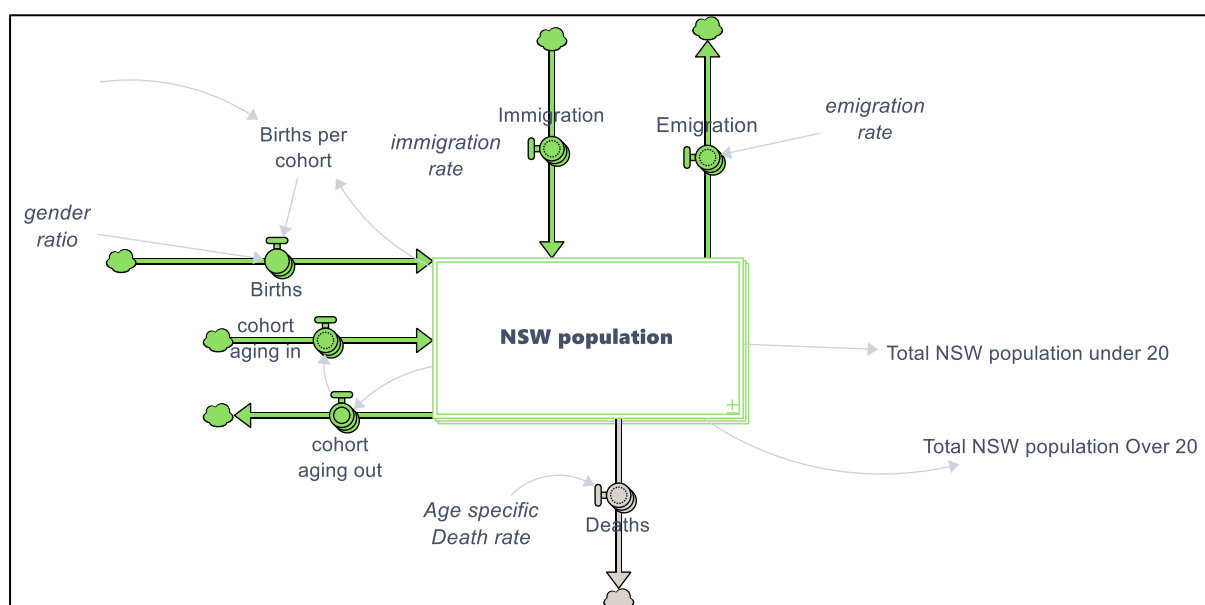 Immigration
emigration
rate
Emigration
Births per
cohort
immigration
rate
gender
ratio
Births
cohort
aging in
NSW population
Total NSW population under 20
cohort
aging out
Total NSW population Over 20
Age specific
Death rate
Deaths